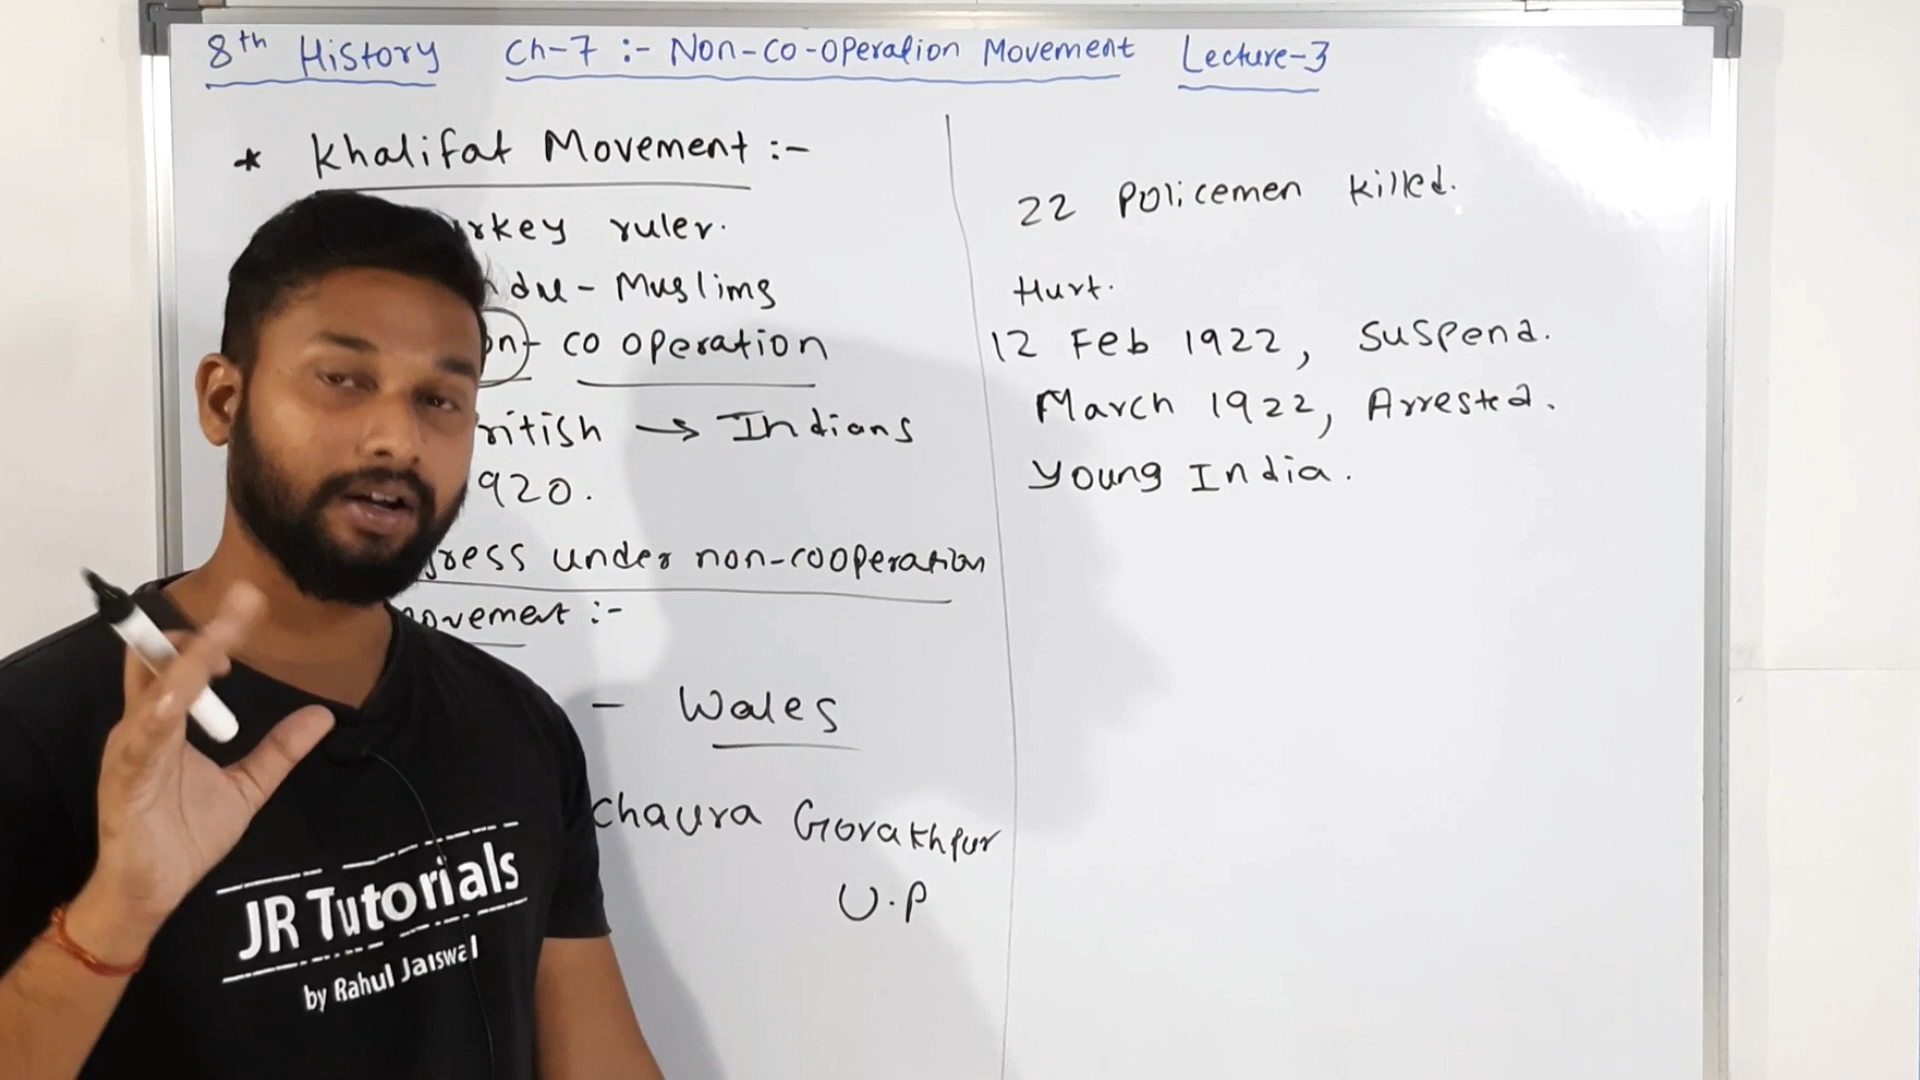 8th History Ch-7 :- Non-co-operation Movement Lecture-3
* Khalifat Movement :-
rkey ruler.
du - Muslims
on- co operation
ritish → Indians
920.
ress under non-cooperation
ovement :-
- Wales
chaura Gorakhpur
U.P
22 Policemen killed.
Hurt.
12 Feb 1922, Suspend.
March 1922, Arrested.
Young India.
JR Tutorials
by Rahul Jaiswal